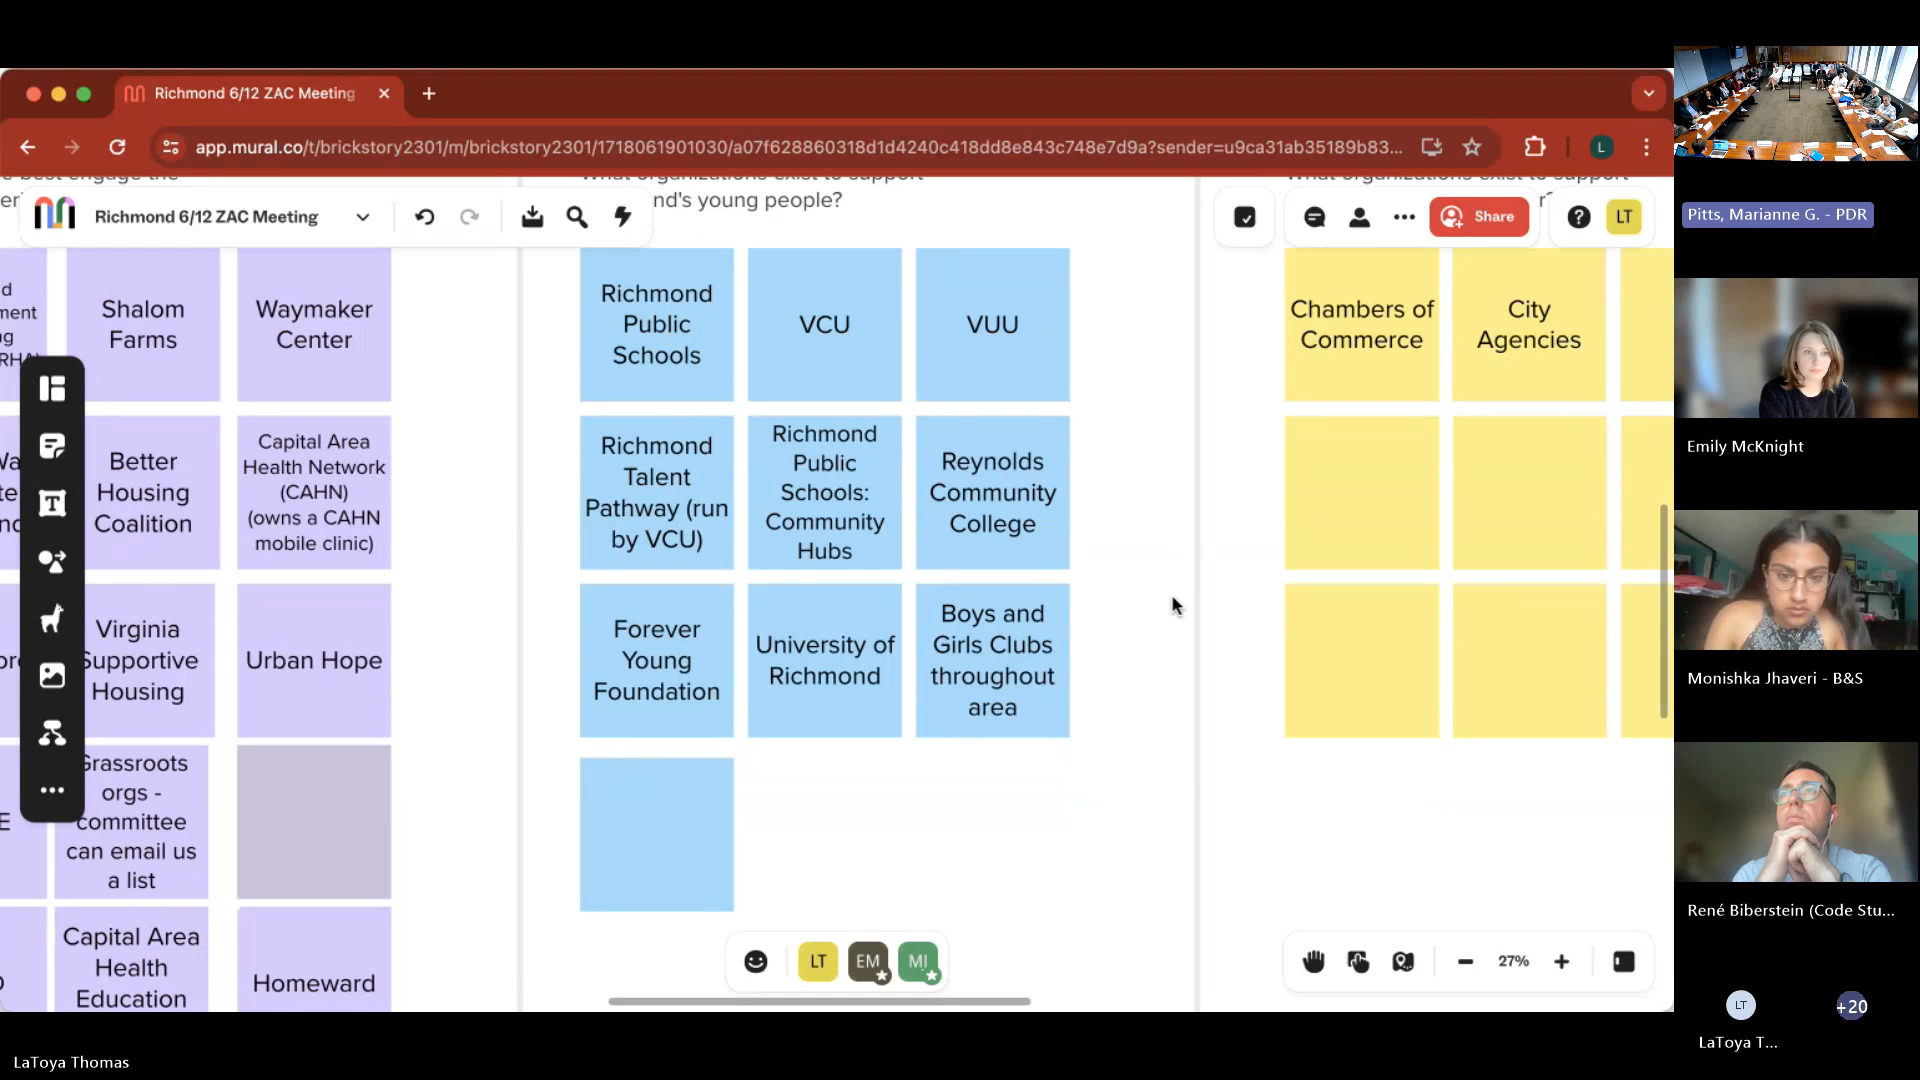 Richmond 6/12 ZAC Meeting
app.mural.co/t/brickstory2301/m/brickstory2301/1718061901030/a07f628860318d1d4240c418dd8e843c748e7d9a?sender=u9ca31ab35189b83...
L
Richmond 6/12 ZAC Meeting
nd's young people?
Share
LT
Shalom
Farms
Waymaker
Center
Better
Housing
Coalition
Capital Area
Health Network
(CAHN)
(owns a CAHN
mobile clinic)
Virginia
Supportive
Housing
Urban Hope
Grassroots
orgs -
committee
can email us
a list
Capital Area
Health
Education
Homeward
Richmond
Public
Schools
VCU
VUU
Richmond
Talent
Pathway (run
by VCU)
Richmond
Public
Schools:
Community
Hubs
Reynolds
Community
College
Forever
Young
Foundation
University of
Richmond
Boys and
Girls Clubs
throughout
area
Chambers of
Commerce
City
Agencies
LT
EM
MI
27%
Pitts, Marianne G. - PDR
Emily McKnight
Monishka Jhaveri - B&S
René Biberstein (Code Stu...
LT
+20
LaToya T...
LaToya Thomas